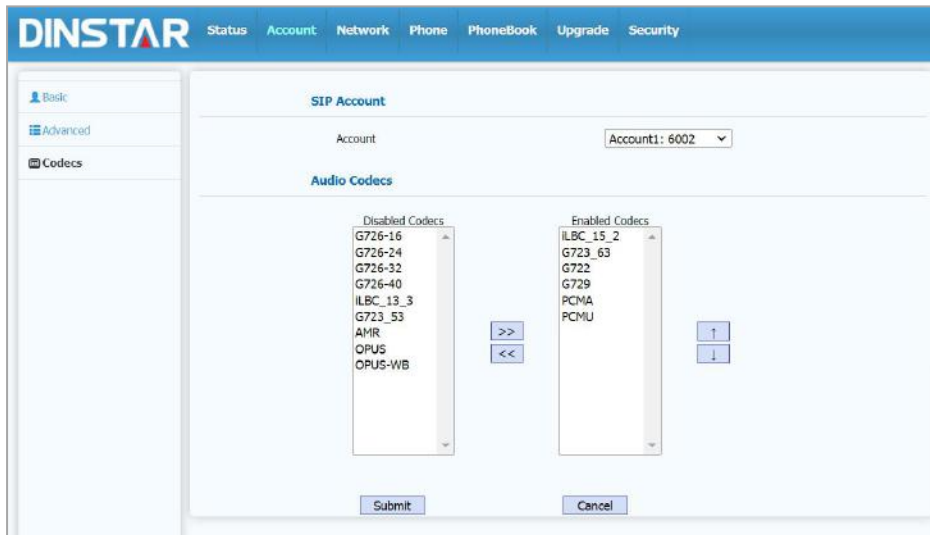 DINSTAR
Status Account Network Phone PhoneBook Upgrade Security
Basic
Advanced
Codecs
SIP Account
Account Account1: 6002
Audio Codecs
Disabled Codecs Enabled Codecs
G726-16 iLBC_15_2
G726-24 G723_63
G726-32 G722
G726-40 G729
iLBC_13_3 PCMA
G723_53 PCMU
AMR
OPUS
OPUS-WB
>>
<<
↑
↓
Submit Cancel